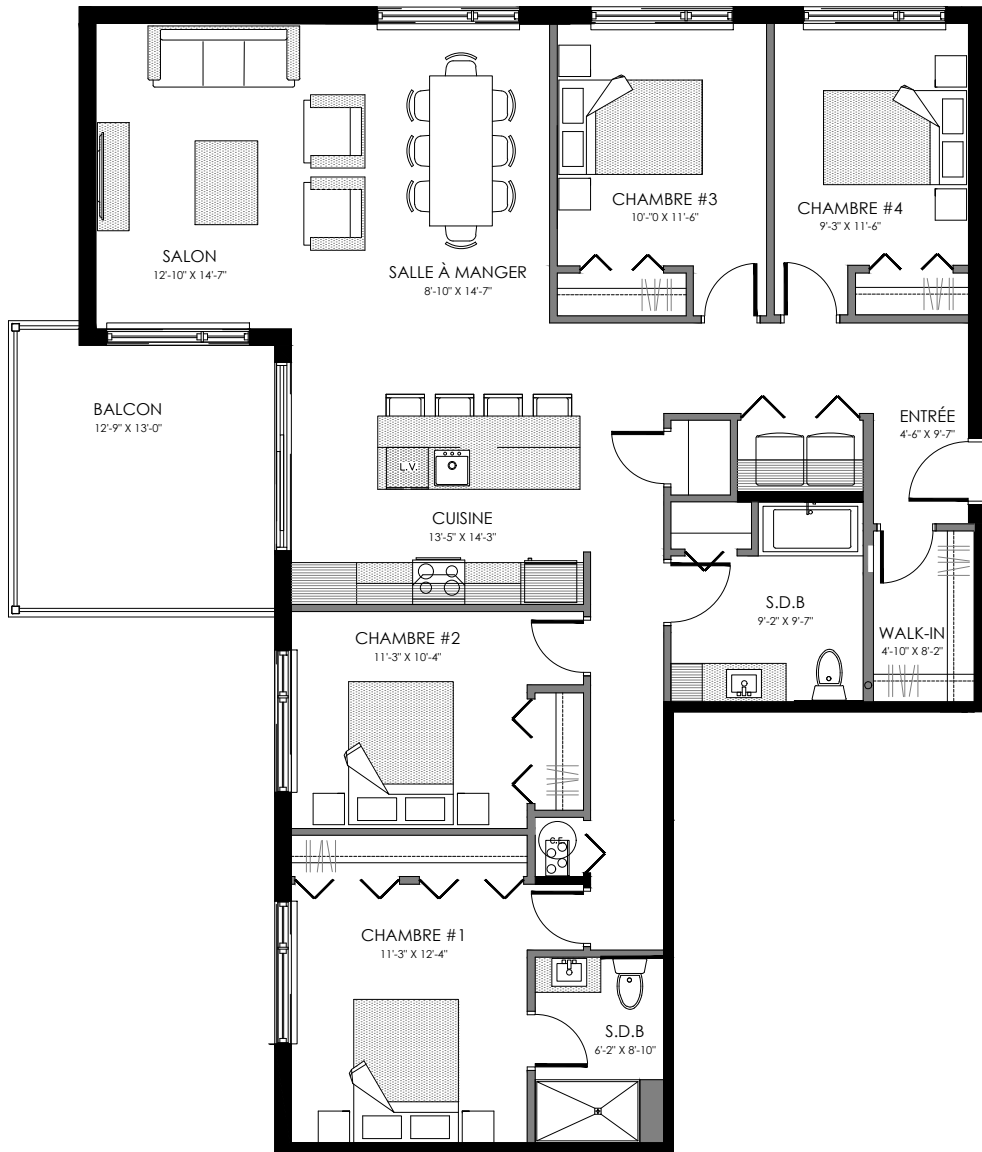 CHAMBRE #3
10'-"0 X 11'-6"
CHAMBRE #4
9'-3" X 11'-6"
SALON
12'-10" X 14'-7"
SALLE À MANGER
8'-10" X 14'-7"
BALCON
12'-9" X 13'-0"
ENTRÉE
4'-6" X 9'-7"
L.V.
CUISINE
13'-5" X 14'-3"
S.D.B
9'-2" X 9'-7"
WALK-IN
4'-10" X 8'-2"
CHAMBRE #2
11'-3" X 10'-4"
C.E.
CHAMBRE #1
11'-3" X 12'-4"
S.D.B
6'-2" X 8'-10"